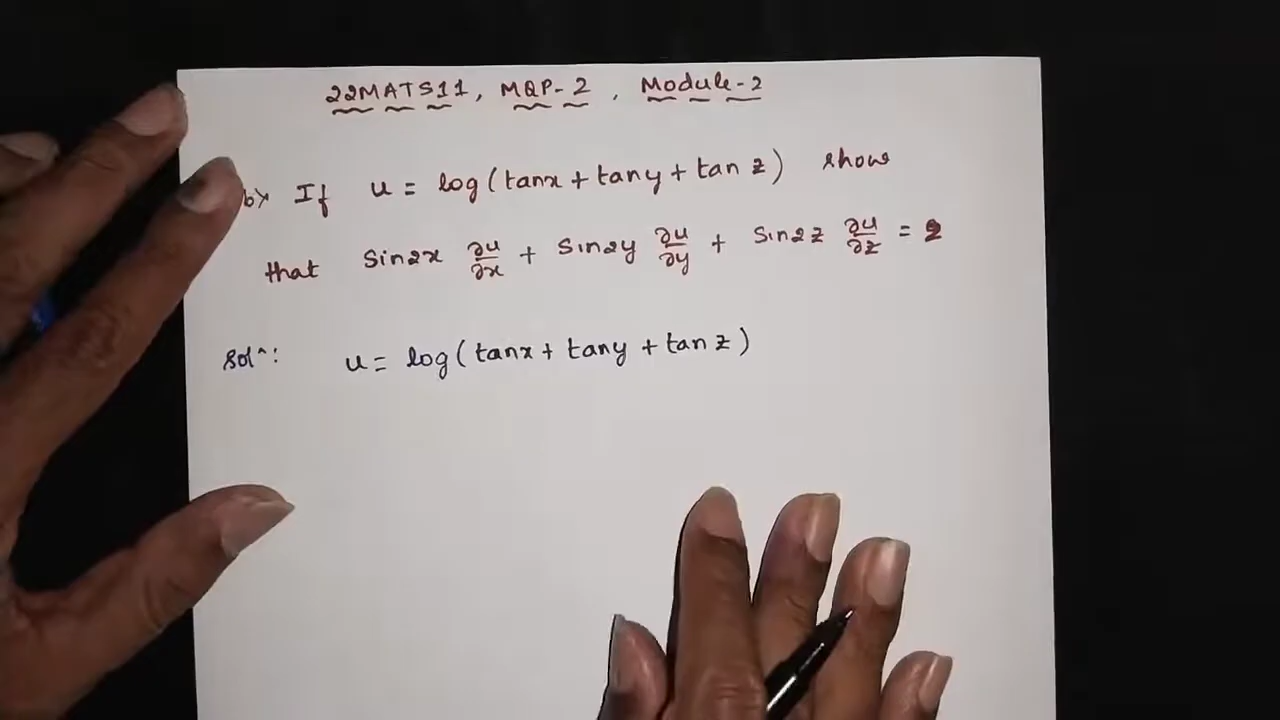 22MATS11, MQP-2, Module-2
b) If u = log(tanx + tany + tan z) show
that Sin2x ∂u/∂x + Sin2y ∂u/∂y + Sin2z ∂u/∂z = 2
Solⁿ: u = log(tanx + tany + tan z)